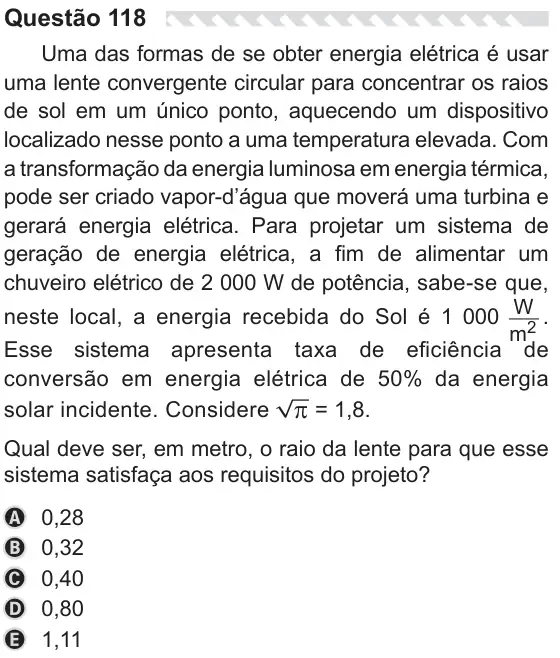 Questão 118
Uma das formas de se obter energia elétrica é usar
uma lente convergente circular para concentrar os raios
de sol em um único ponto, aquecendo um dispositivo
localizado nesse ponto a uma temperatura elevada. Com
a transformação da energia luminosa em energia térmica,
pode ser criado vapor-d’água que moverá uma turbina e
gerará energia elétrica. Para projetar um sistema de
geração de energia elétrica, a fim de alimentar um
chuveiro elétrico de 2 000 W de potência, sabe-se que,
neste local, a energia recebida do Sol é 1 000 W/m².
Esse sistema apresenta taxa de eficiência de
conversão em energia elétrica de 50% da energia
solar incidente. Considere √π = 1,8.
Qual deve ser, em metro, o raio da lente para que esse
sistema satisfaça aos requisitos do projeto?
A 0,28
B 0,32
C 0,40
D 0,80
E 1,11